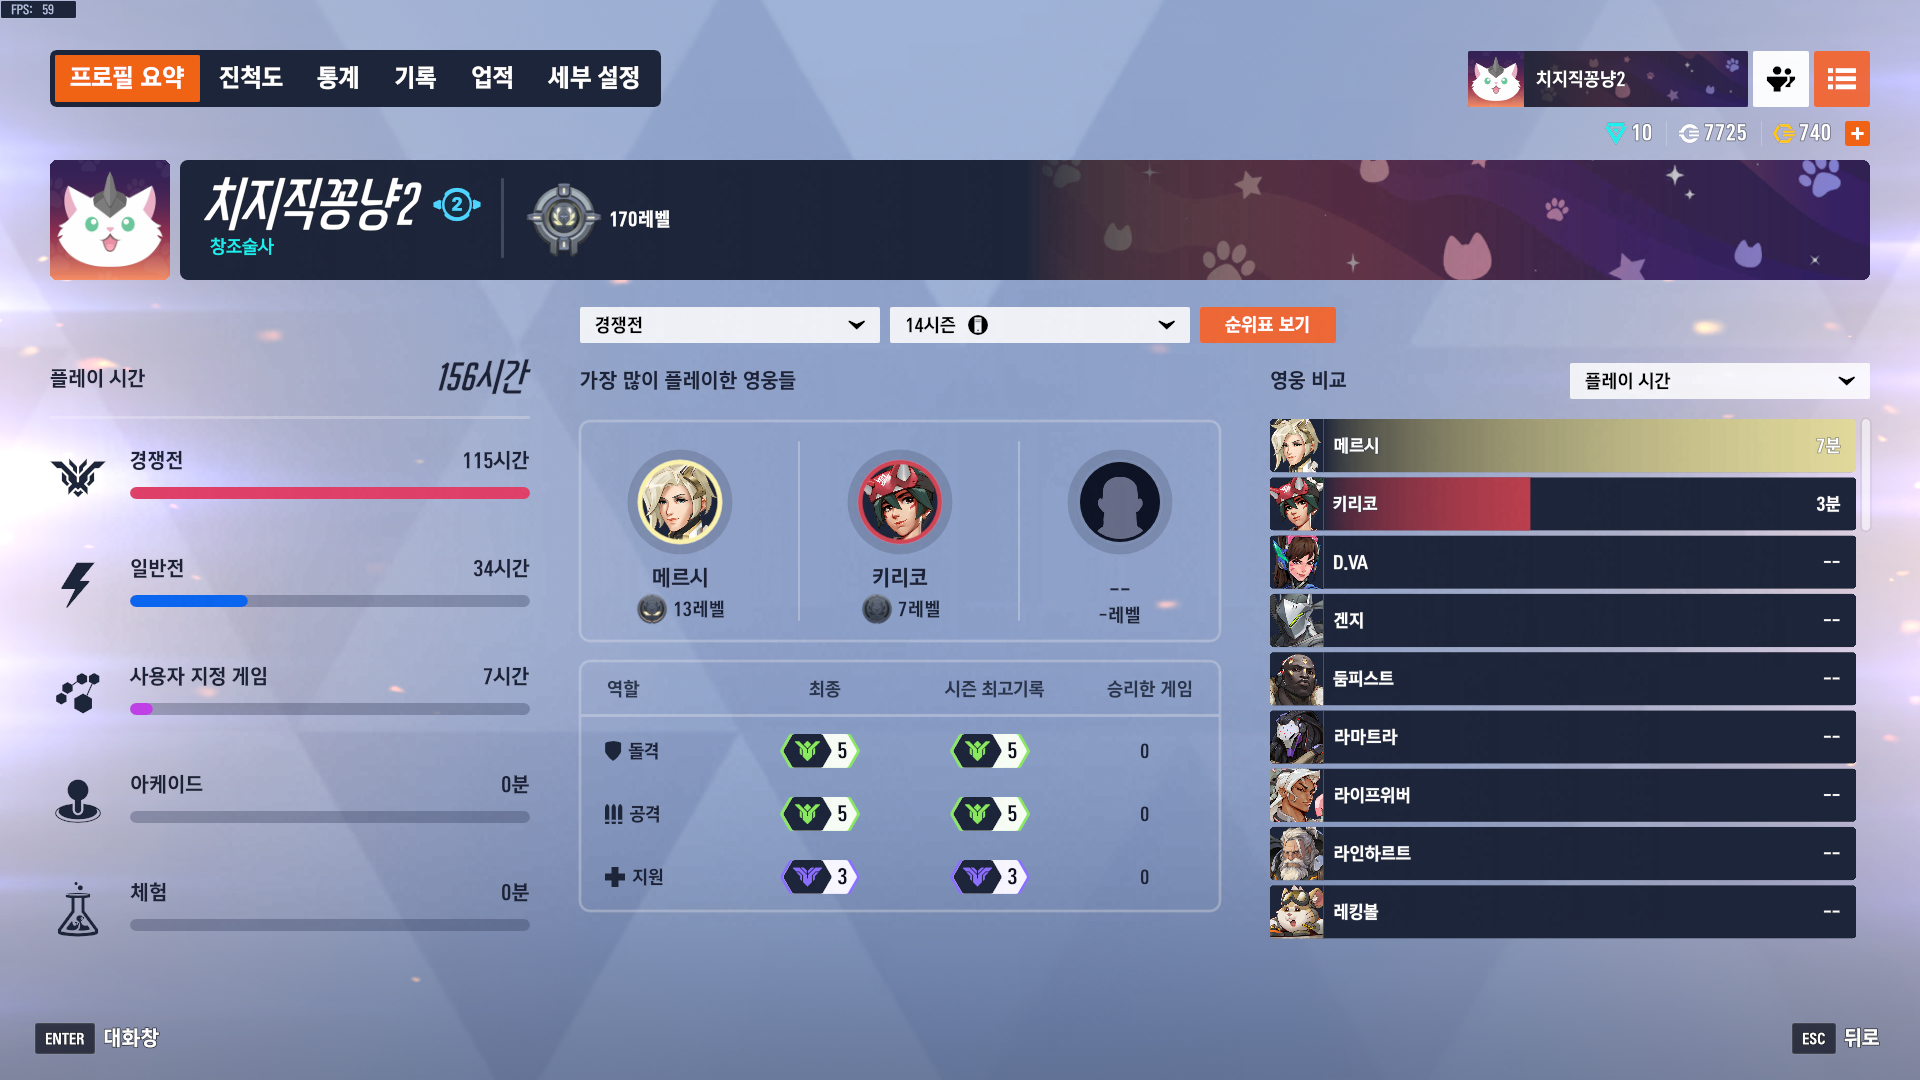 FPS: 59
프로필 요약 진척도 통계 기록 업적 세부 설정
치지직꽁냥2
10 7725 740 +
치지직꽁냥2 2
창조술사
170레벨
경쟁전 14시즌 순위표 보기
플레이 시간 156시간
경쟁전 115시간
일반전 34시간
사용자 지정 게임 7시간
아케이드 0분
체험 0분
가장 많이 플레이한 영웅들
메르시 키리코 --
13레벨 7레벨 -레벨
역할 최종 시즌 최고기록 승리한 게임
돌격 5 5 0
공격 5 5 0
지원 3 3 0
영웅 비교 플레이 시간
메르시 7분
키리코 3분
D.VA --
겐지 --
둠피스트 --
라마트라 --
라이프위버 --
라인하르트 --
레킹볼 --
ENTER 대화창
ESC 뒤로